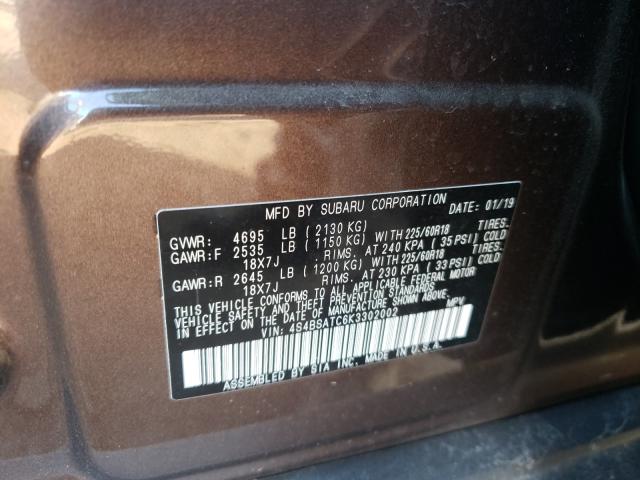 MFD BY SUBARU CORPORATION DATE: 01/19
GVWR: 4695 LB (2130 KG)
GAWR:F 2535 LB (1150 KG) WITH 225/60R18 TIRES.
18X7J RIMS. AT 240 KPA (35 PSI) COLD
GAWR:R 2645 LB (1200 KG) WITH 225/60R18 TIRES.
18X7J RIMS. AT 230 KPA (33 PSI) COLD
THIS VEHICLE CONFORMS TO ALL APPLICABLE FEDERAL MOTOR
VEHICLE SAFETY AND THEFT PREVENTION STANDARDS
IN EFFECT ON THE DATE OF MANUFACTURE SHOWN ABOVE.
VIN: 4S4BSATC6K3302002 MPV
ASSEMBLED BY SIA, INC. MADE IN U.S.A.